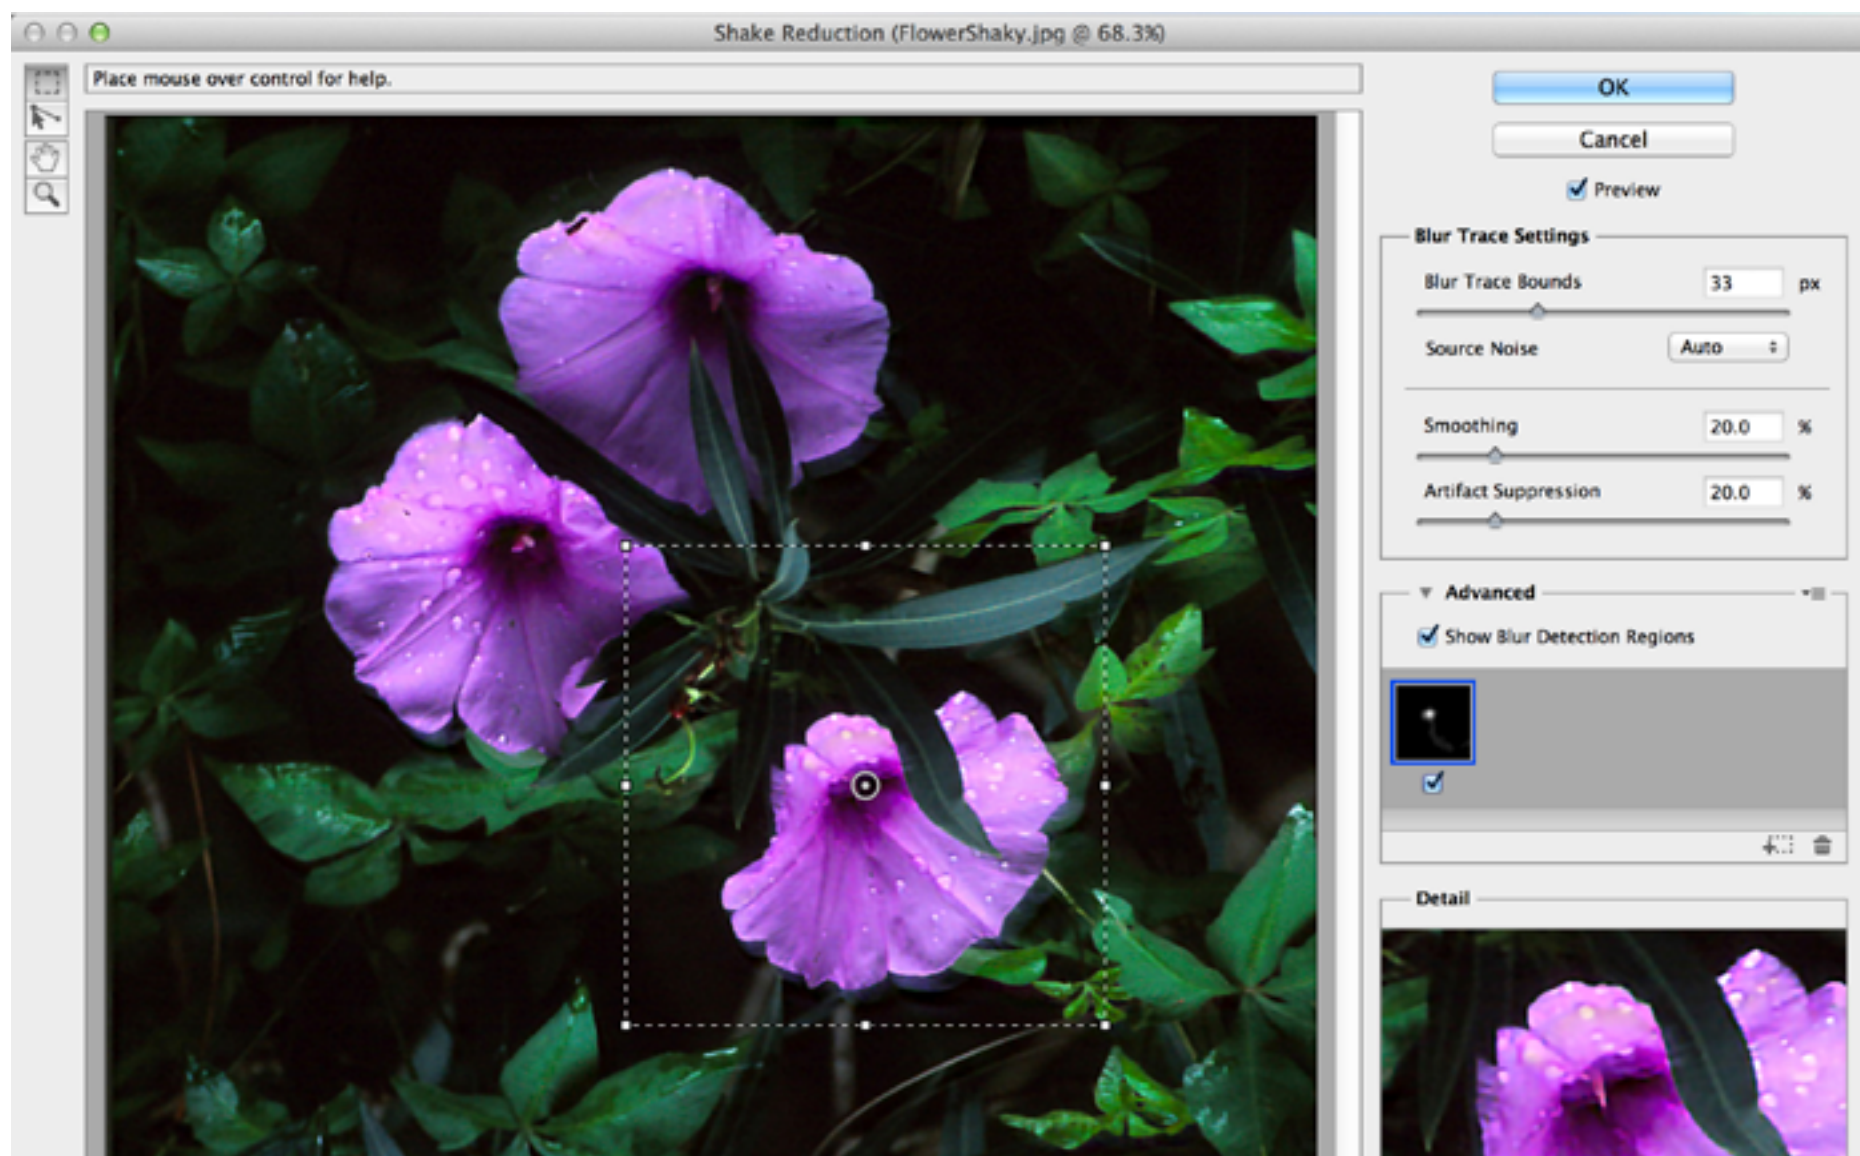 Shake Reduction (FlowerShaky.jpg @ 68.3%)
Place mouse over control for help.
OK
Cancel
Preview
Blur Trace Settings
Blur Trace Bounds 33 px
Source Noise Auto
Smoothing 20.0 %
Artifact Suppression 20.0 %
Advanced
Show Blur Detection Regions
Detail